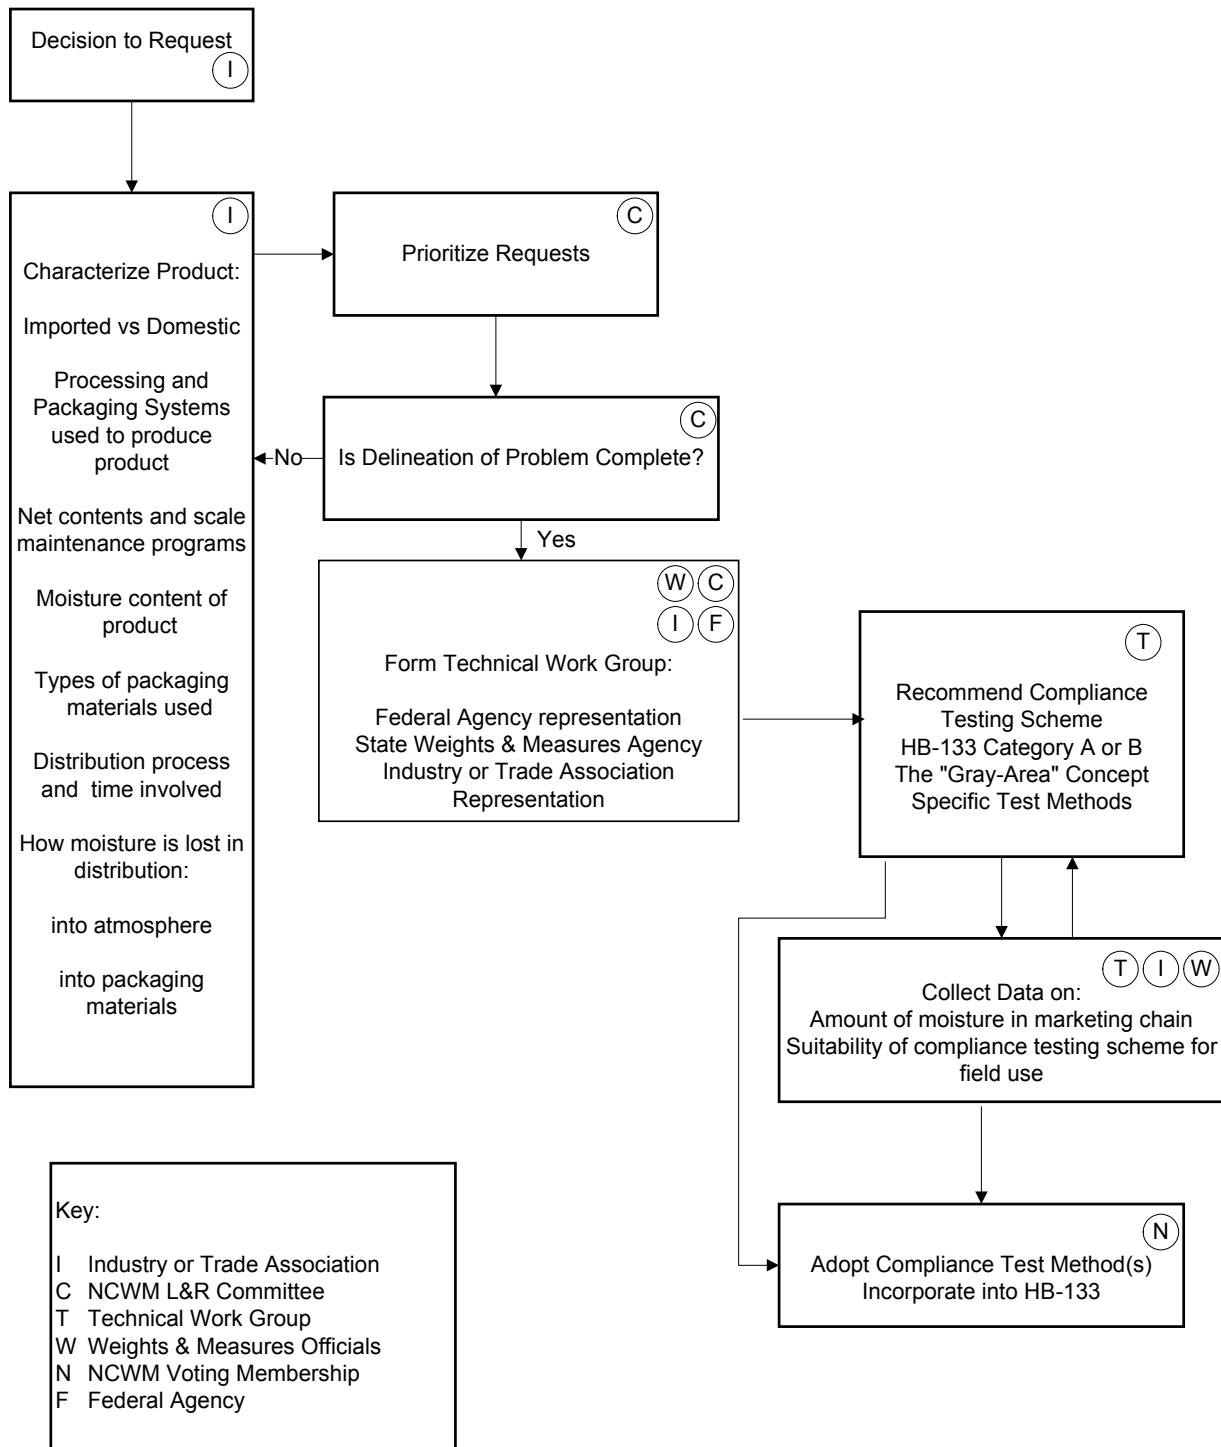 Decision to Request
I
I
Characterize Product:
Imported vs Domestic
Processing and
Packaging Systems
used to produce
product
Net contents and scale
maintenance programs
Moisture content of
product
Types of packaging
materials used
Distribution process
and time involved
How moisture is lost in
distribution:
into atmosphere
into packaging
materials
C
Prioritize Requests
C
Is Delineation of Problem Complete?
No
Yes
W C
I F
Form Technical Work Group:
Federal Agency representation
State Weights & Measures Agency
Industry or Trade Association
Representation
T
Recommend Compliance
Testing Scheme
HB-133 Category A or B
The "Gray-Area" Concept
Specific Test Methods
T I W
Collect Data on:
Amount of moisture in marketing chain
Suitability of compliance testing scheme for
field use
N
Adopt Compliance Test Method(s)
Incorporate into HB-133
Key:
I Industry or Trade Association
C NCWM L&R Committee
T Technical Work Group
W Weights & Measures Officials
N NCWM Voting Membership
F Federal Agency